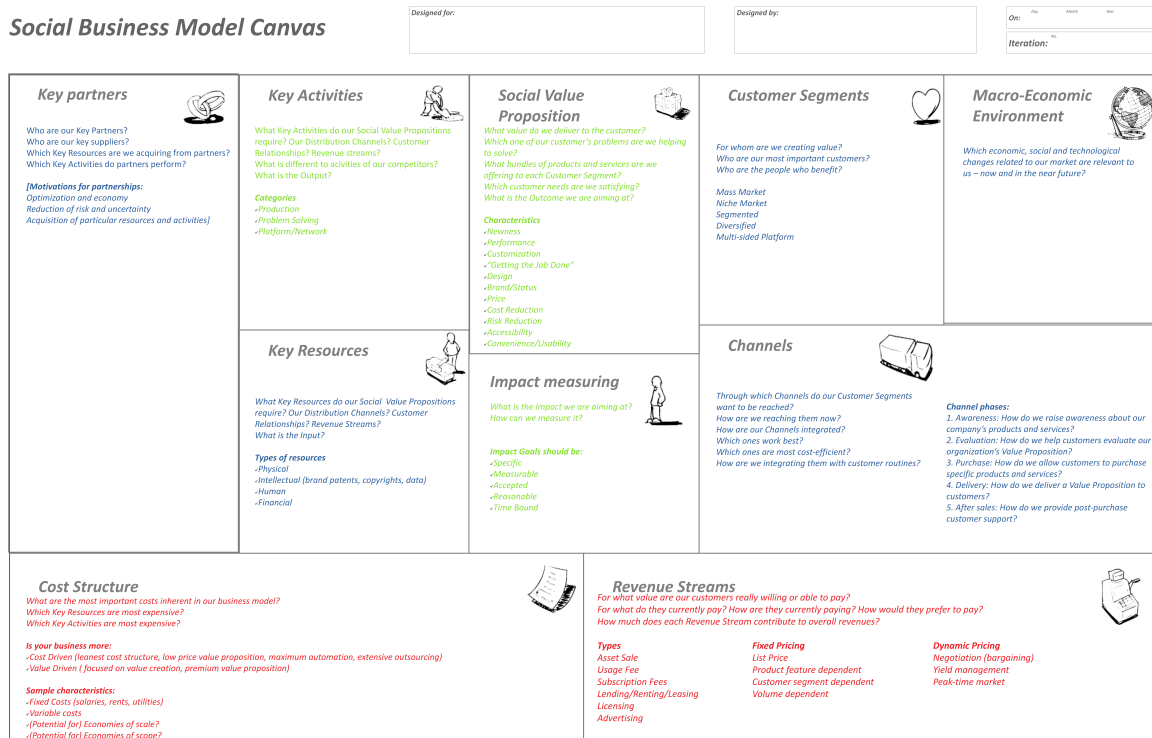 Social Business Model Canvas
Designed for:
Designed by:
On:
Day
Month
Year
Iteration:
No.
Key partners
Who are our Key Partners?
Who are our key suppliers?
Which Key Resources are we acquiring from partners?
Which Key Activities do partners perform?
[Motivations for partnerships:
Optimization and economy
Reduction of risk and uncertainty
Acquisition of particular resources and activities]
Key Activities
What Key Activities do our Social Value Propositions
require? Our Distribution Channels? Customer
Relationships? Revenue streams?
What is different to acivities of our competitors?
What is the Output?
Categories
✓Production
✓Problem Solving
✓Platform/Network
Key Resources
What Key Resources do our Social Value Propositions
require? Our Distribution Channels? Customer
Relationships? Revenue Streams?
What is the Input?
Types of resources
✓Physical
✓Intellectual (brand patents, copyrights, data)
✓Human
✓Financial
Social Value
Proposition
What value do we deliver to the customer?
Which one of our customer's problems are we helping
to solve?
What bundles of products and services are we
offering to each Customer Segment?
Which customer needs are we satisfying?
What is the Outcome we are aiming at?
Characteristics
✓Newness
✓Performance
✓Customization
✓"Getting the Job Done"
✓Design
✓Brand/Status
✓Price
✓Cost Reduction
✓Risk Reduction
✓Accessibility
✓Convenience/Usability
Impact measuring
What is the Impact we are aiming at?
How can we measure it?
Impact Goals should be:
✓Specific
✓Measurable
✓Accepted
✓Reasonable
✓Time Bound
Customer Segments
For whom are we creating value?
Who are our most important customers?
Who are the people who benefit?
Mass Market
Niche Market
Segmented
Diversified
Multi-sided Platform
Macro-Economic
Environment
Which economic, social and technological
changes related to our market are relevant to
us – now and in the near future?
Channels
Through which Channels do our Customer Segments
want to be reached?
How are we reaching them now?
How are our Channels integrated?
Which ones work best?
Which ones are most cost-efficient?
How are we integrating them with customer routines?
Channel phases:
1. Awareness: How do we raise awareness about our
company's products and services?
2. Evaluation: How do we help customers evaluate our
organization's Value Proposition?
3. Purchase: How do we allow customers to purchase
specific products and services?
4. Delivery: How do we deliver a Value Proposition to
customers?
5. After sales: How do we provide post-purchase
customer support?
Cost Structure
What are the most important costs inherent in our business model?
Which Key Resources are most expensive?
Which Key Activities are most expensive?
Is your business more:
✓Cost Driven (leanest cost structure, low price value proposition, maximum automation, extensive outsourcing)
✓Value Driven ( focused on value creation, premium value proposition)
Sample characteristics:
✓Fixed Costs (salaries, rents, utilities)
✓Variable costs
✓(Potential for) Economies of scale?
✓(Potential for) Economies of scope?
Revenue Streams
For what value are our customers really willing or able to pay?
For what do they currently pay? How are they currently paying? How would they prefer to pay?
How much does each Revenue Stream contribute to overall revenues?
Types
Asset Sale
Usage Fee
Subscription Fees
Lending/Renting/Leasing
Licensing
Advertising
Fixed Pricing
List Price
Product feature dependent
Customer segment dependent
Volume dependent
Dynamic Pricing
Negotiation (bargaining)
Yield management
Peak-time market